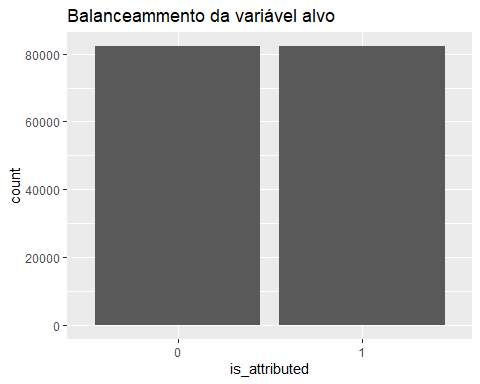 Balanceammento da variável alvo
80000
60000
40000
20000
0
count
0 1
is_attributed